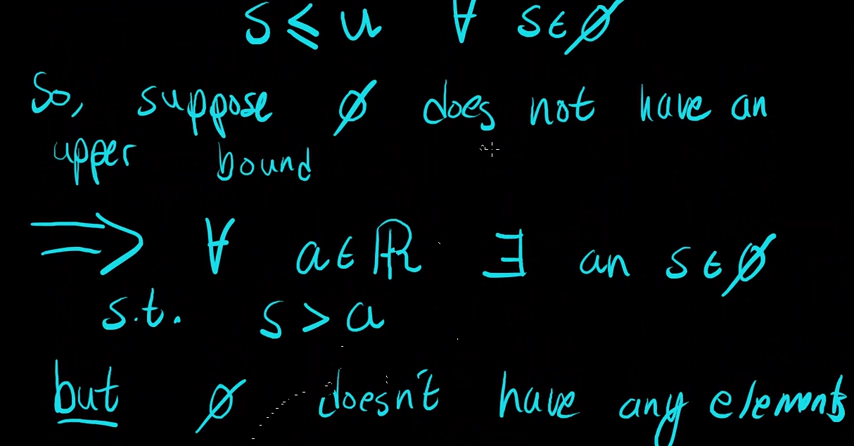 s ≤ u ∀ s ∈ ∅
So, suppose ∅ does not have an
upper bound
⟹ ∀ a ∈ ℝ ∃ an s ∈ ∅
s.t. s > a
but ∅ doesn't have any elements